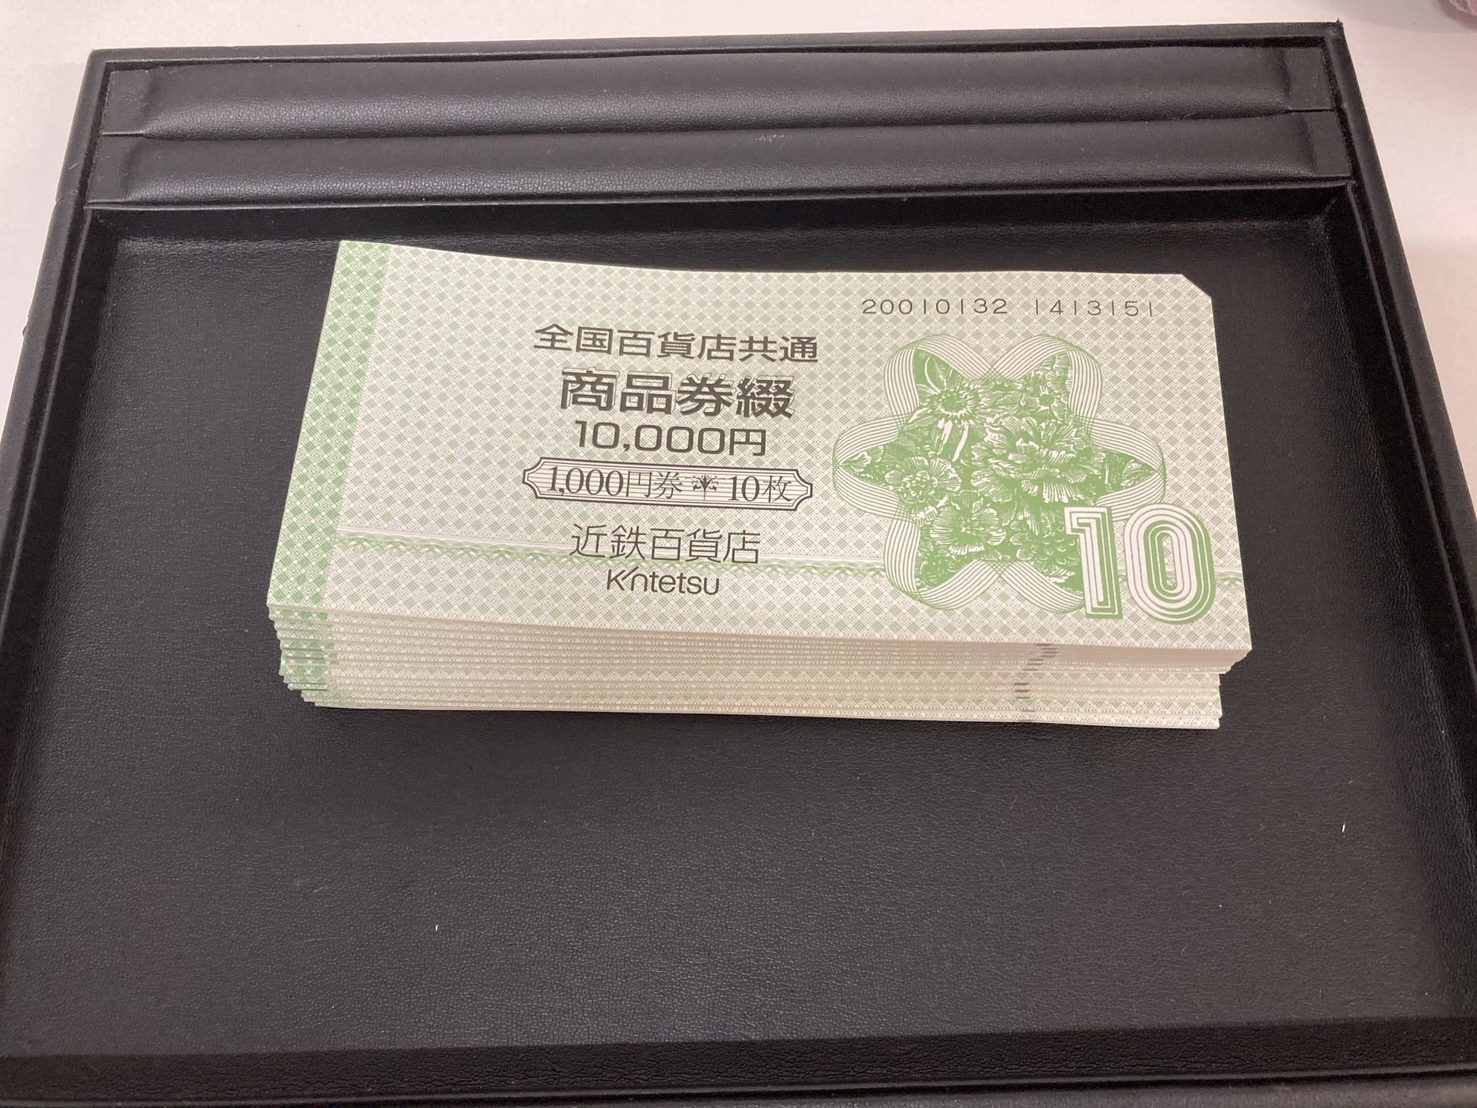 20010132 1413151
全国百貨店共通
商品券綴
10,000円
1,000円券 10枚
近鉄百貨店
Kintetsu
10